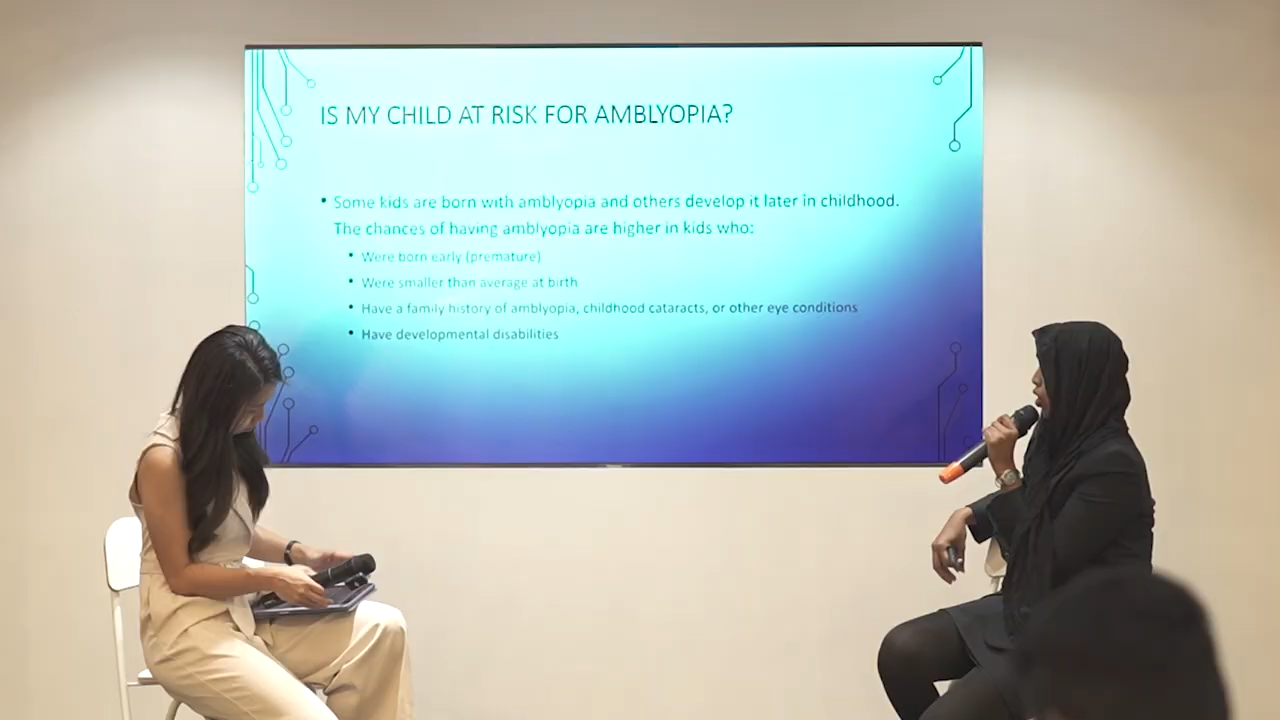 IS MY CHILD AT RISK FOR AMBLYOPIA?
• Some kids are born with amblyopia and others develop it later in childhood.
The chances of having amblyopia are higher in kids who:
• Were born early (premature)
• Were smaller than average at birth
• Have a family history of amblyopia, childhood cataracts, or other eye conditions
• Have developmental disabilities